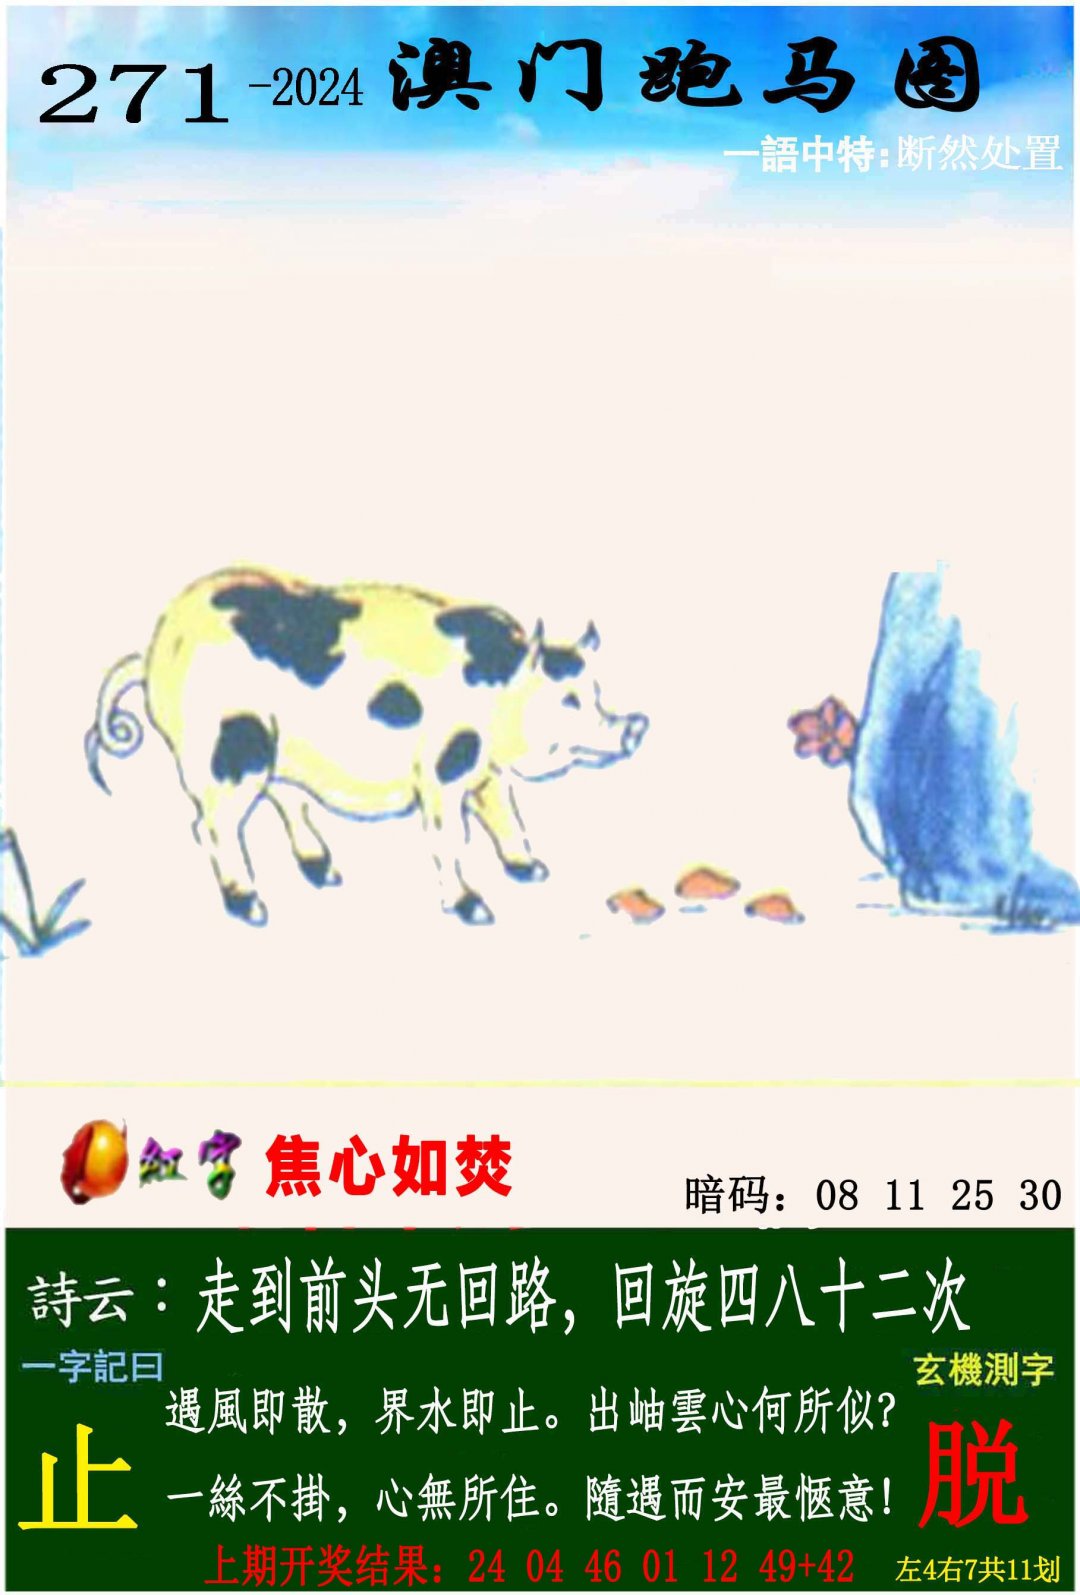 271-2024 澳门跑马图
一語中特:断然处置
红字 焦心如焚
暗码：08 11 25 30
詩云：走到前头无回路，回旋四八十二次
一字記曰
玄機測字
遇風即散，界水即止。出岫雲心何所似？
止
脱
一絲不掛，心無所住。隨遇而安最愜意！
上期开奖结果：24 04 46 01 12 49+42
左4右7共11划